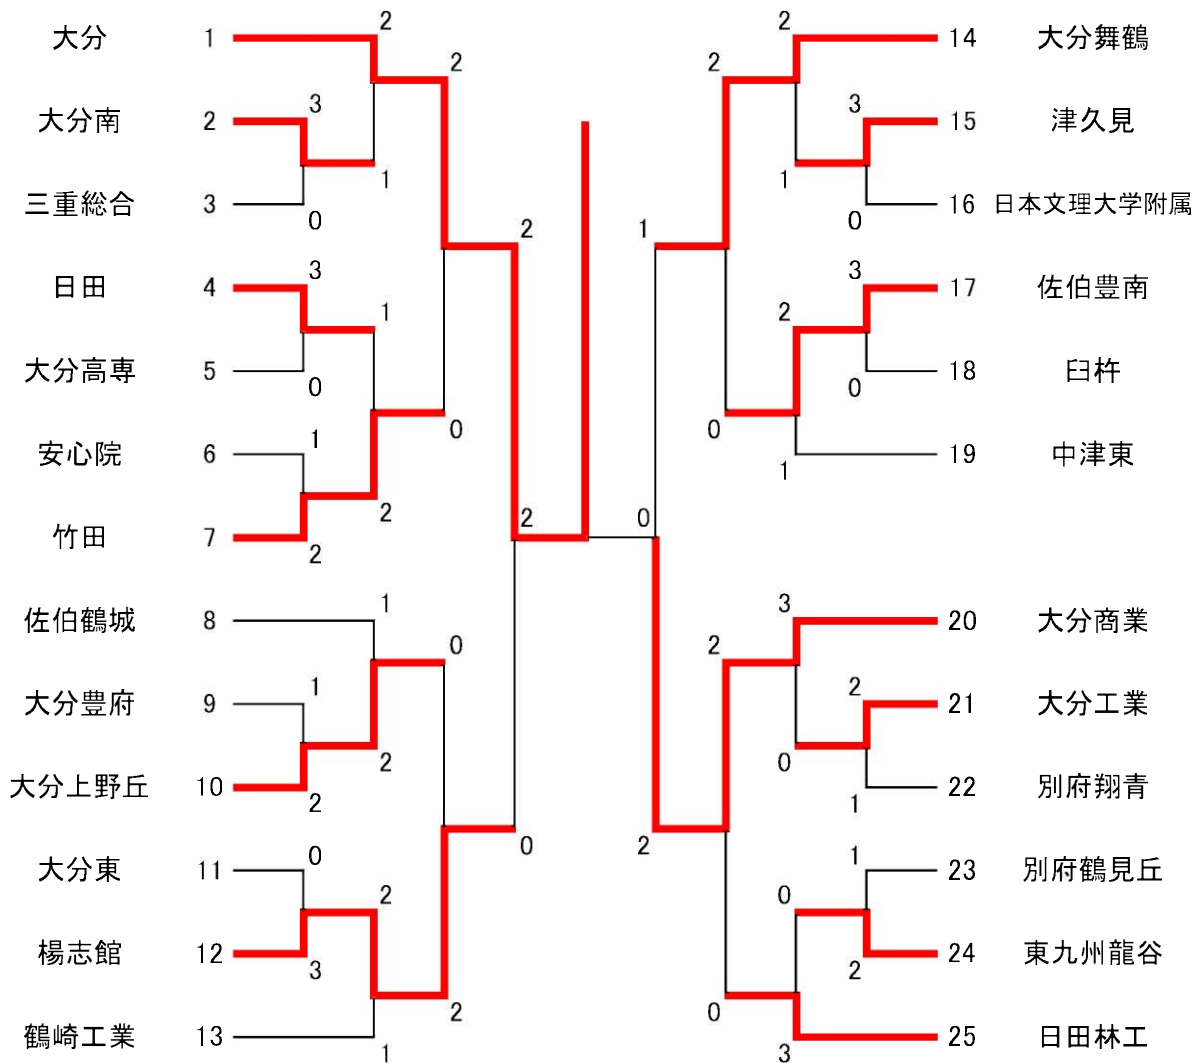 大分 1
大分南 2
三重総合 3
日田 4
大分高専 5
安心院 6
竹田 7
佐伯鶴城 8
大分豊府 9
大分上野丘 10
大分東 11
楊志館 12
鶴崎工業 13
3
0
3
0
1
2
1
2
0
3
2
1
1
2
1
2
2
1
2
0
0
2
2
0
2
0
1
2
2
0
2
0
2
1
2
1
3
0
0
3
3
0
3
0
2
1
1
2
14 大分舞鶴
15 津久見
16 日本文理大学附属
17 佐伯豊南
18 臼杵
19 中津東
20 大分商業
21 大分工業
22 別府翔青
23 別府鶴見丘
24 東九州龍谷
25 日田林工